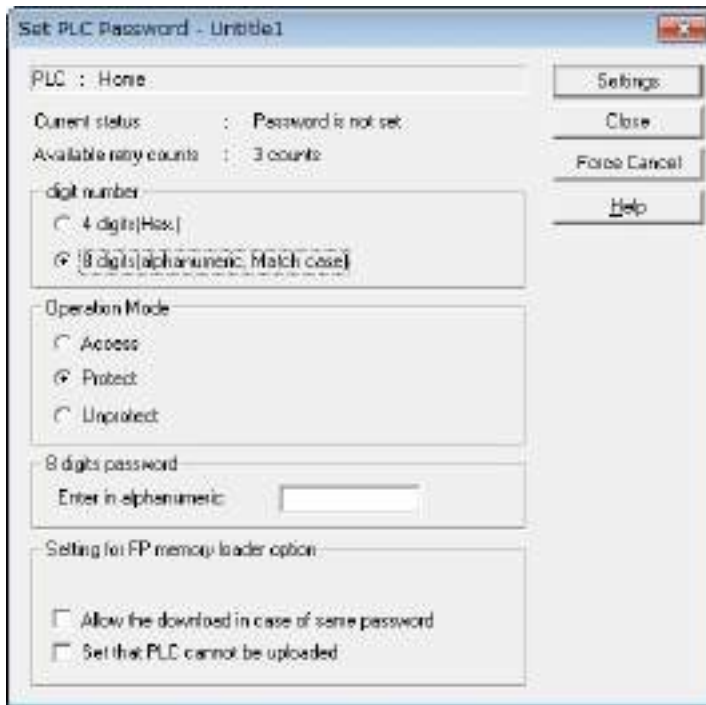 Set PLC Password - Untitle1
PLC : Home
Settings
Current status : Password is not set
Close
Available retry counts : 3 counts
Force Cancel
digit number
Help
4 digits(Hex.)
8 digits(alphanumeric, Match case)
Operation Mode
Access
Protect
Unprotect
8 digits password
Enter in alphanumeric:
Setting for FP memory loader option
Allow the download in case of same password
Set that PLC cannot be uploaded